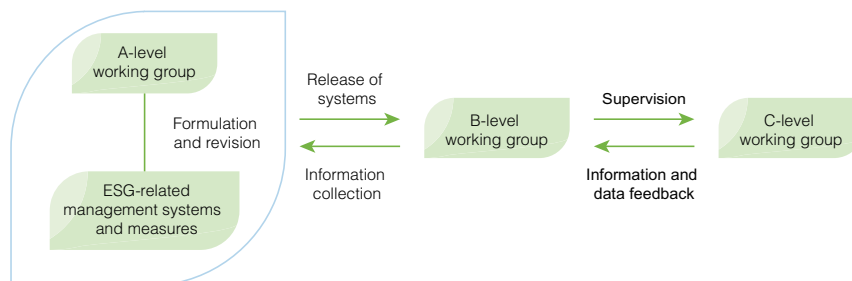 A-level
working group
Formulation
and revision
ESG-related
management systems
and measures
Release of
systems
Information
collection
B-level
working group
Supervision
Information and
data feedback
C-level
working group